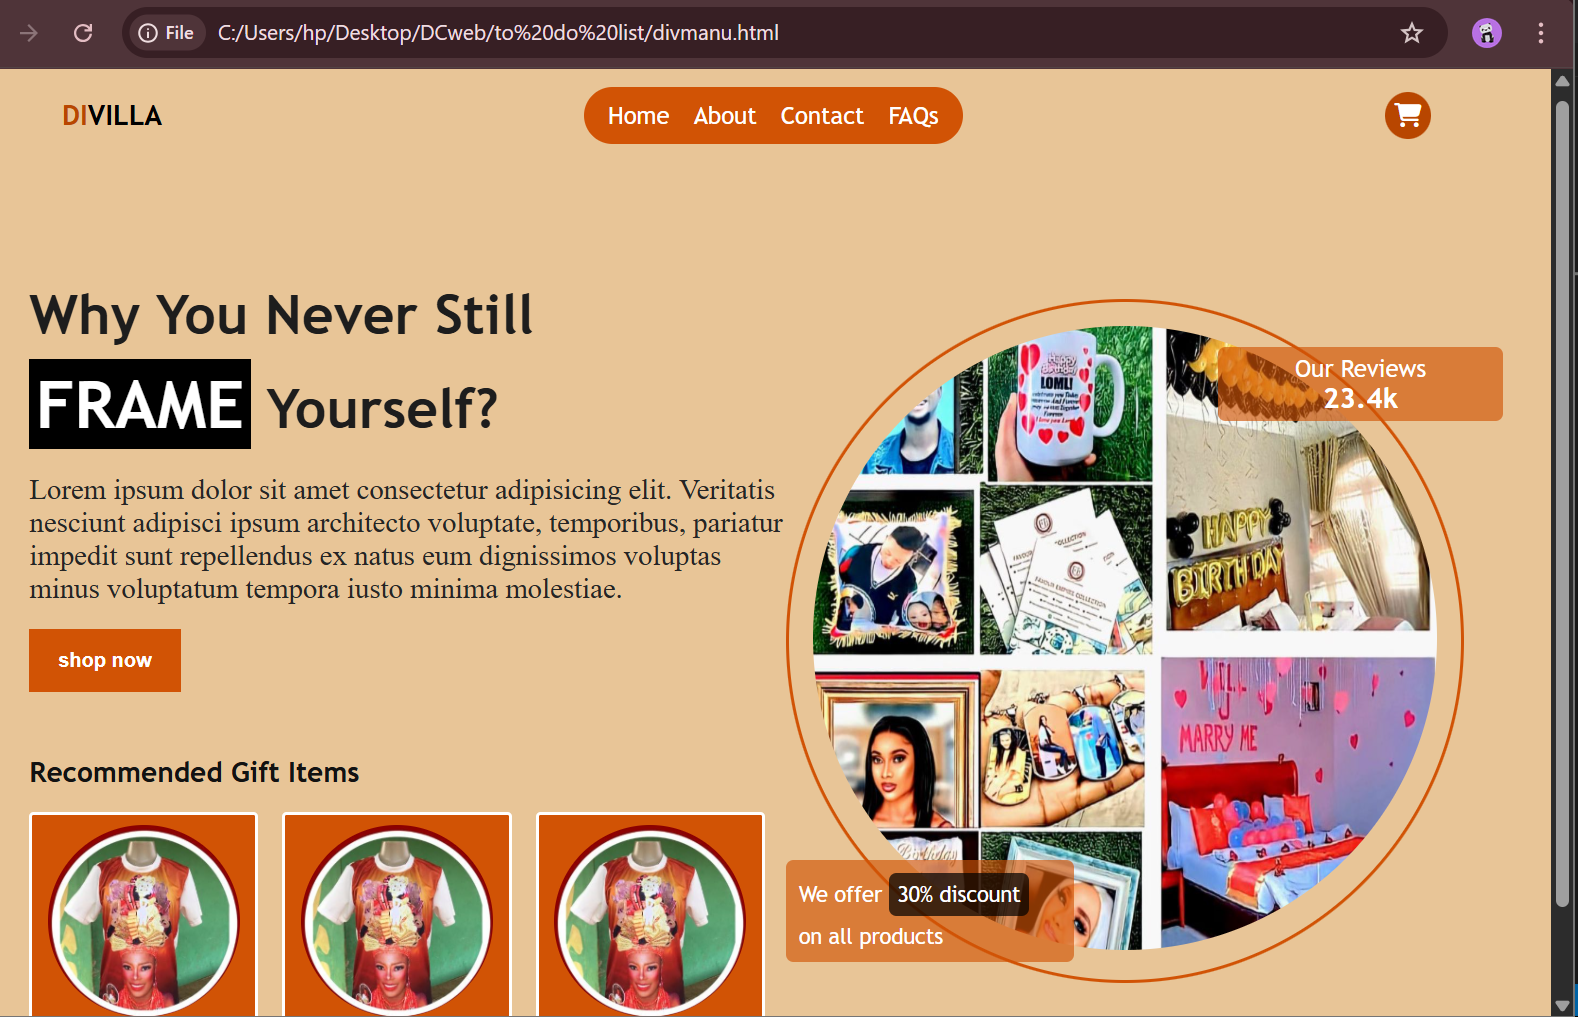 File C:/Users/hp/Desktop/DCweb/to%20do%20list/divmanu.html
DIVILLA
Home About Contact FAQs
Why You Never Still
FRAME Yourself?
Lorem ipsum dolor sit amet consectetur adipisicing elit. Veritatis
nesciunt adipisci ipsum architecto voluptate, temporibus, pariatur
impedit sunt repellendus ex natus eum dignissimos voluptas
minus voluptatum tempora iusto minima molestiae.
shop now
Recommended Gift Items
Our Reviews
23.4k
Happy
Birthday
LOML!
HAPPY
BIRTHDAY
WILL
MARRY ME
Birthday
We offer 30% discount
on all products